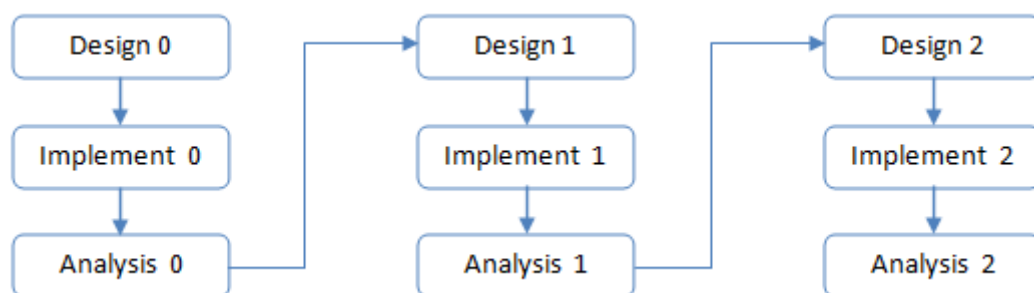 Design 0
Implement 0
Analysis 0
Design 1
Implement 1
Analysis 1
Design 2
Implement 2
Analysis 2